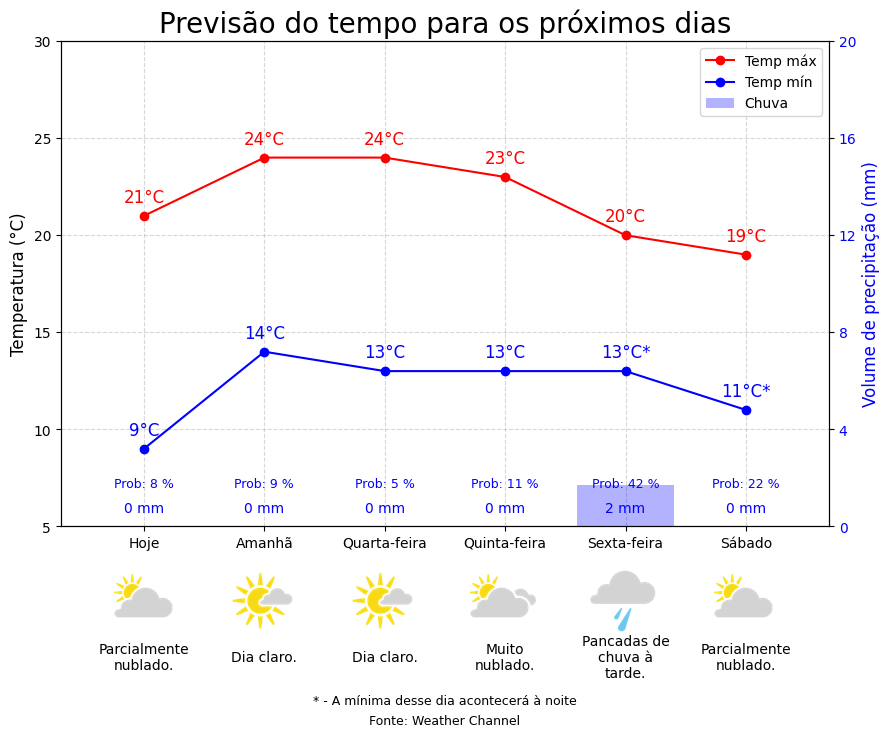 Previsão do tempo para os próximos dias
Temp máx
Temp mín
Chuva
30
25
20
15
10
5
Temperatura (°C)
20
16
12
8
4
0
Volume de precipitação (mm)
21°C
24°C
24°C
23°C
20°C
19°C
9°C
14°C
13°C
13°C
13°C*
11°C*
Prob: 8 %
Prob: 9 %
Prob: 5 %
Prob: 11 %
Prob: 42 %
Prob: 22 %
0 mm
0 mm
0 mm
0 mm
2 mm
0 mm
Hoje
Amanhã
Quarta-feira
Quinta-feira
Sexta-feira
Sábado
Parcialmente
nublado.
Dia claro.
Dia claro.
Muito
nublado.
Pancadas de
chuva à
tarde.
Parcialmente
nublado.
* - A mínima desse dia acontecerá à noite
Fonte: Weather Channel